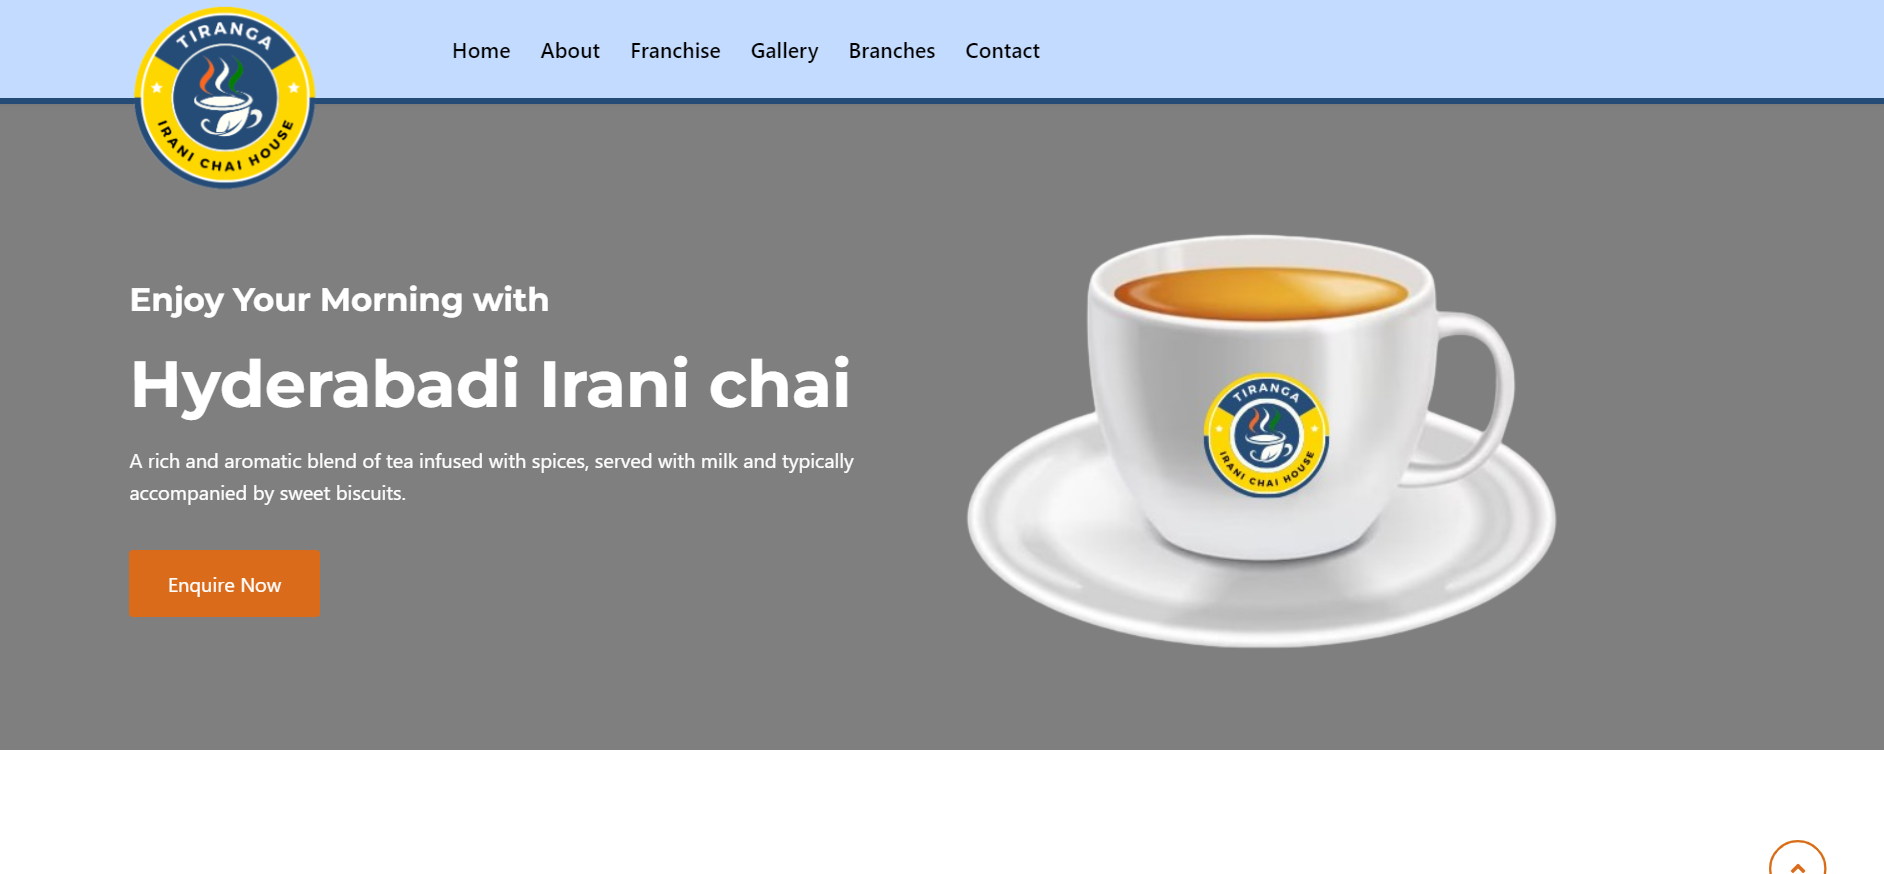 TIRANGA
IRANI CHAI HOUSE
Home About Franchise Gallery Branches Contact
Enjoy Your Morning with
Hyderabadi Irani chai
A rich and aromatic blend of tea infused with spices, served with milk and typically
accompanied by sweet biscuits.
Enquire Now
TIRANGA
IRANI CHAI HOUSE